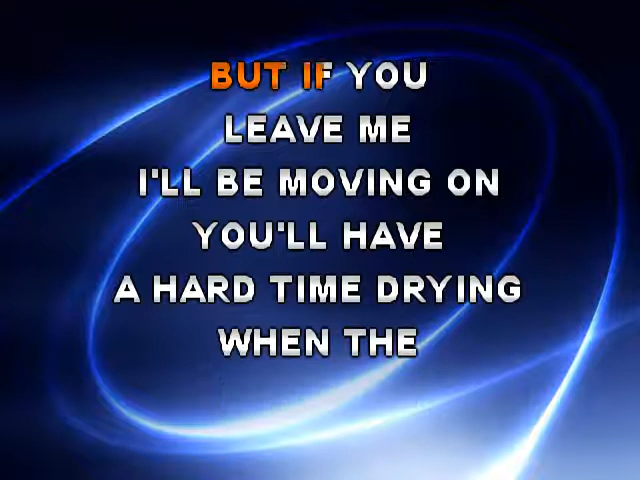 BUT IF YOU
LEAVE ME
I'LL BE MOVING ON
YOU'LL HAVE
A HARD TIME DRYING
WHEN THE